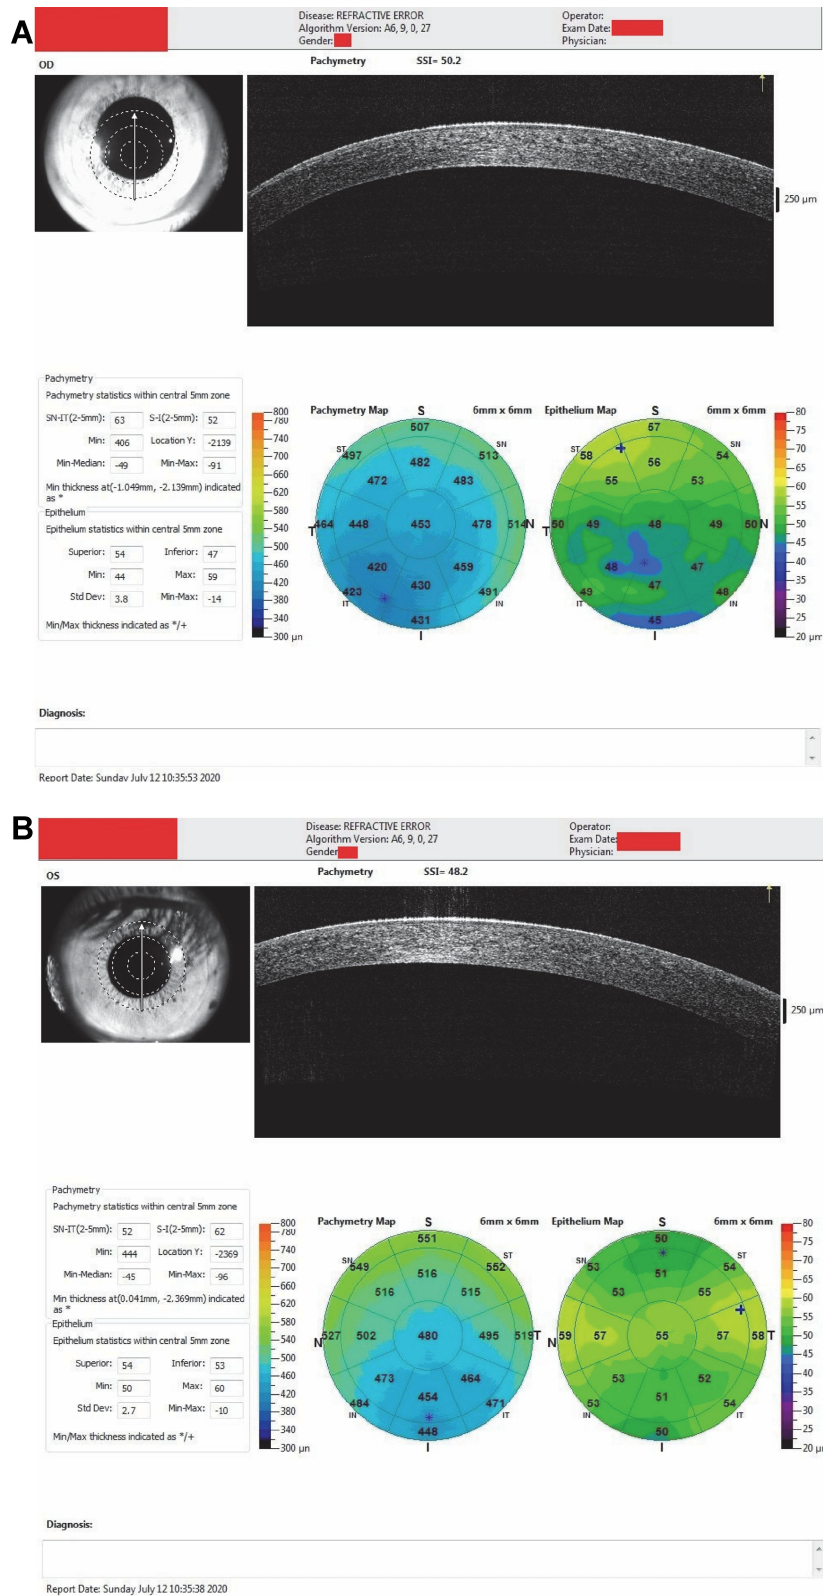 A
Disease: REFRACTIVE ERROR
Algorithm Version: A6, 9, 0, 27
Gender:
Operator:
Exam Date:
Physician:
OD
Pachymetry SSI= 50.2
250 µm
Pachymetry
Pachymetry statistics within central 5mm zone
SN-IT(2-5mm): 63 S-I(2-5mm): 52
Min: 406 Location Y: -2139
Min-Median: -49 Min-Max: -91
Min thickness at(-1.049mm, -2.139mm) indicated
as *
Epithelium
Epithelium statistics within central 5mm zone
Superior: 54 Inferior: 47
Min: 44 Max: 59
Std Dev: 3.8 Min-Max: -14
Min/Max thickness indicated as */+
800
780
740
700
660
620
580
540
500
460
420
380
340
300 µm
Pachymetry Map S 6mm x 6mm
507
ST 497 513 SN
482
472 483
T 464 448 453 478 514 N
420 459
430
423 491
IT IN
431
I
Epithelium Map S 6mm x 6mm
57
ST 58 54 SN
56
55 53
T 50 49 48 49 50 N
48 47
47
49 48
IT IN
45
I
80
75
70
65
60
55
50
45
40
35
30
25
20 µm
Diagnosis:
Report Date: Sunday July 12 10:35:53 2020
B
Disease: REFRACTIVE ERROR
Algorithm Version: A6, 9, 0, 27
Gender
Operator:
Exam Date:
Physician:
OS
Pachymetry SSI= 48.2
250 µm
Pachymetry
Pachymetry statistics within central 5mm zone
SN-IT(2-5mm): 52 S-I(2-5mm): 62
Min: 444 Location Y: -2369
Min-Median: -45 Min-Max: -96
Min thickness at(0.041mm, -2.369mm) indicated
as *
Epithelium
Epithelium statistics within central 5mm zone
Superior: 54 Inferior: 53
Min: 50 Max: 60
Std Dev: 2.7 Min-Max: -10
Min/Max thickness indicated as */+
800
780
740
700
660
620
580
540
500
460
420
380
340
300 µm
Pachymetry Map S 6mm x 6mm
551
SN 549 552 ST
516
516 515
N 527 502 480 495 519 T
473 464
454
484 471
IN IT
448
I
Epithelium Map S 6mm x 6mm
50
SN 53 54 ST
51
53 55
N 59 57 55 57 58 T
53 52
51
53 54
IN IT
50
I
80
75
70
65
60
55
50
45
40
35
30
25
20 µm
Diagnosis:
Report Date: Sunday July 12 10:35:38 2020